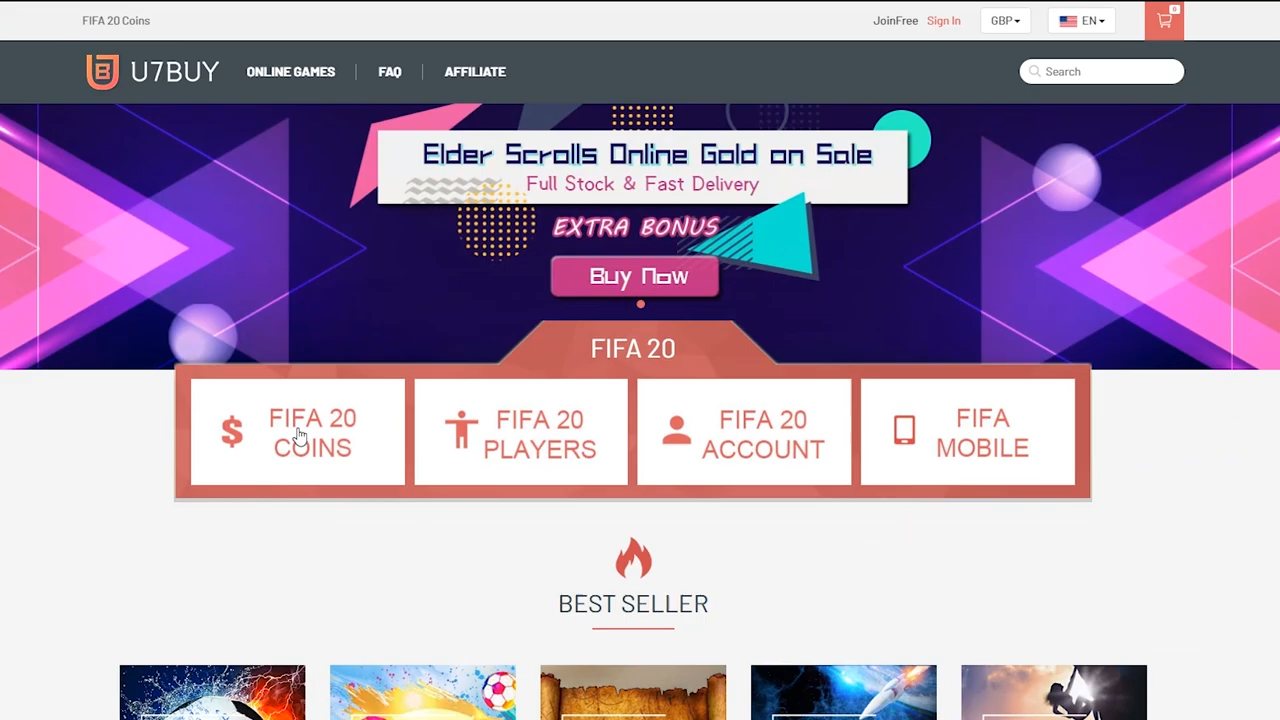 FIFA 20 Coins
JoinFree Sign In GBP EN 0
U7BUY ONLINE GAMES FAQ AFFILIATE Search
Elder Scrolls Online Gold on Sale
Full Stock & Fast Delivery
EXTRA BONUS
Buy Now
FIFA 20
FIFA 20
COINS
FIFA 20
PLAYERS
FIFA 20
ACCOUNT
FIFA
MOBILE
BEST SELLER